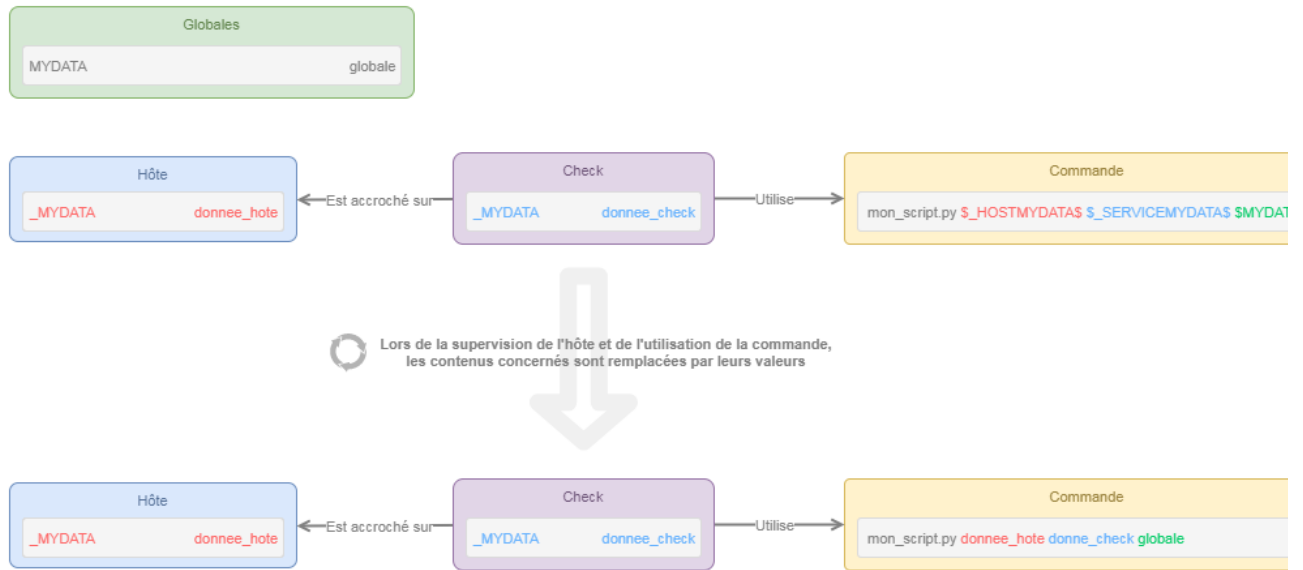 Globales
MYDATA globale
Hôte
_MYDATA donnee_hote
Est accroché sur
Check
_MYDATA donnee_check
Utilise
Commande
mon_script.py $_HOSTMYDATA$ $_SERVICEMYDATA$ $MYDAT
Lors de la supervision de l'hôte et de l'utilisation de la commande,
les contenus concernés sont remplacées par leurs valeurs
Hôte
_MYDATA donnee_hote
Est accroché sur
Check
_MYDATA donnee_check
Utilise
Commande
mon_script.py donnee_hote donne_check globale